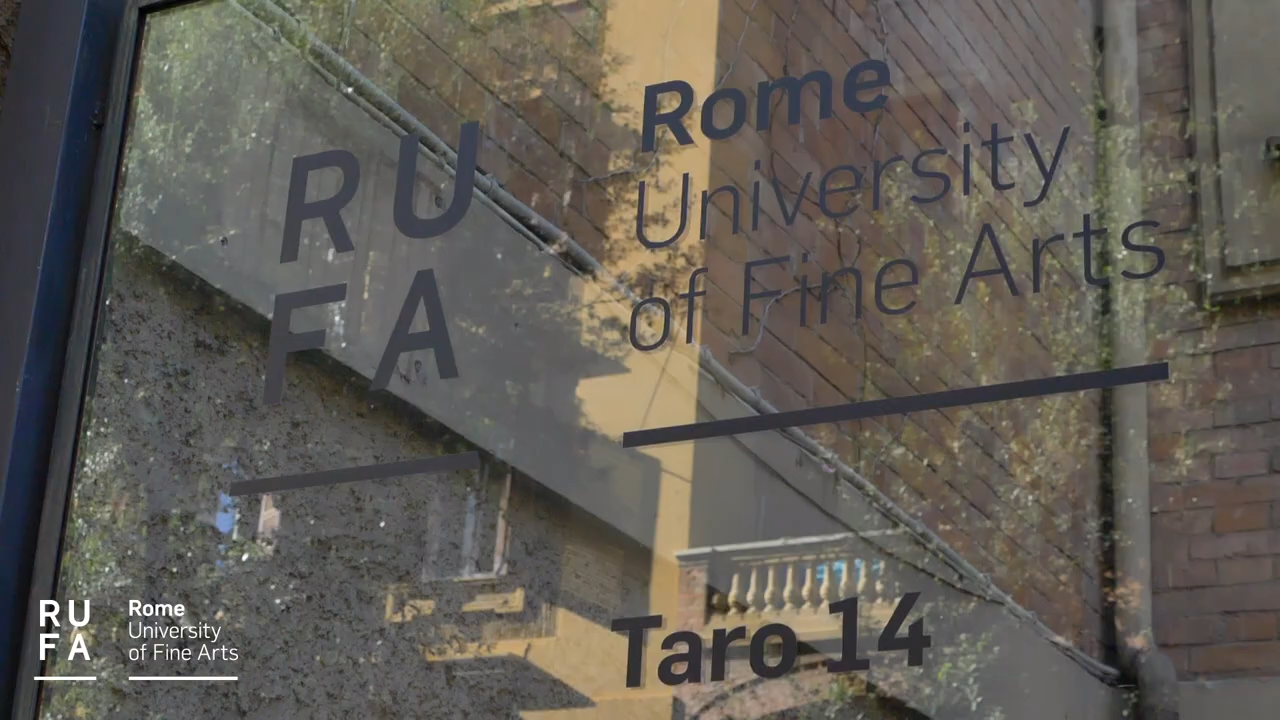 RU
FA
Rome
University
of Fine Arts
Taro 14
RU
FA
Rome
University
of Fine Arts